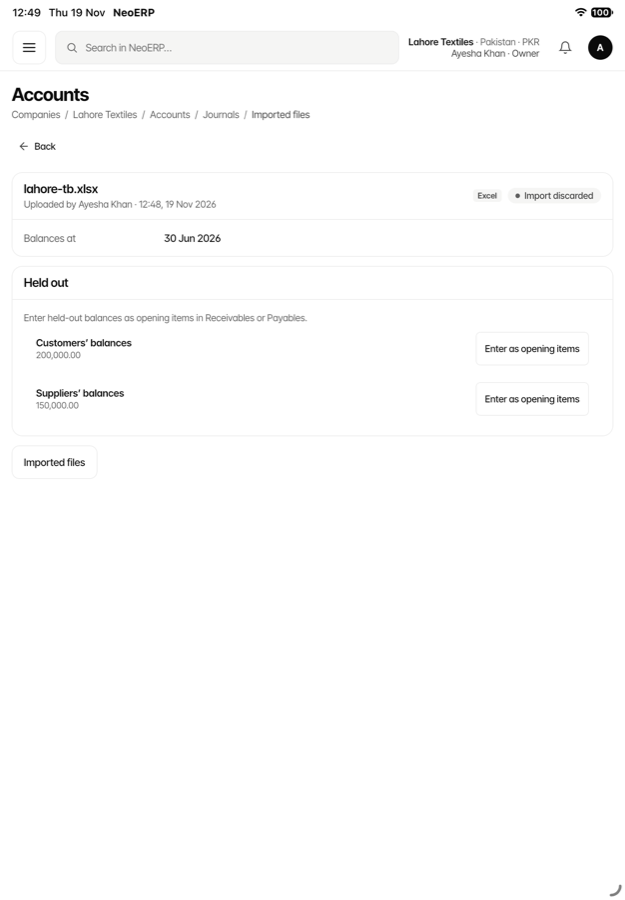 12:49 Thu 19 Nov NeoERP
100
Search in NeoERP...
Lahore Textiles · Pakistan · PKR
Ayesha Khan · Owner
A
Accounts
Companies / Lahore Textiles / Accounts / Journals / Imported files
Back
lahore-tb.xlsx
Uploaded by Ayesha Khan · 12:48, 19 Nov 2026
Excel
Import discarded
Balances at
30 Jun 2026
Held out
Enter held-out balances as opening items in Receivables or Payables.
Customers’ balances
200,000.00
Enter as opening items
Suppliers’ balances
150,000.00
Enter as opening items
Imported files